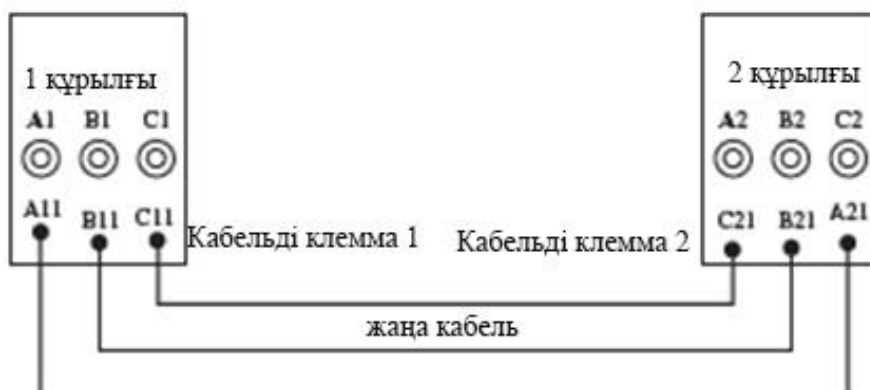 1 құрылғы
A1 B1 C1
A11 B11 C11
Кабельді клемма 1
2 құрылғы
A2 B2 C2
C21 B21 A21
Кабельді клемма 2
жаңа кабель